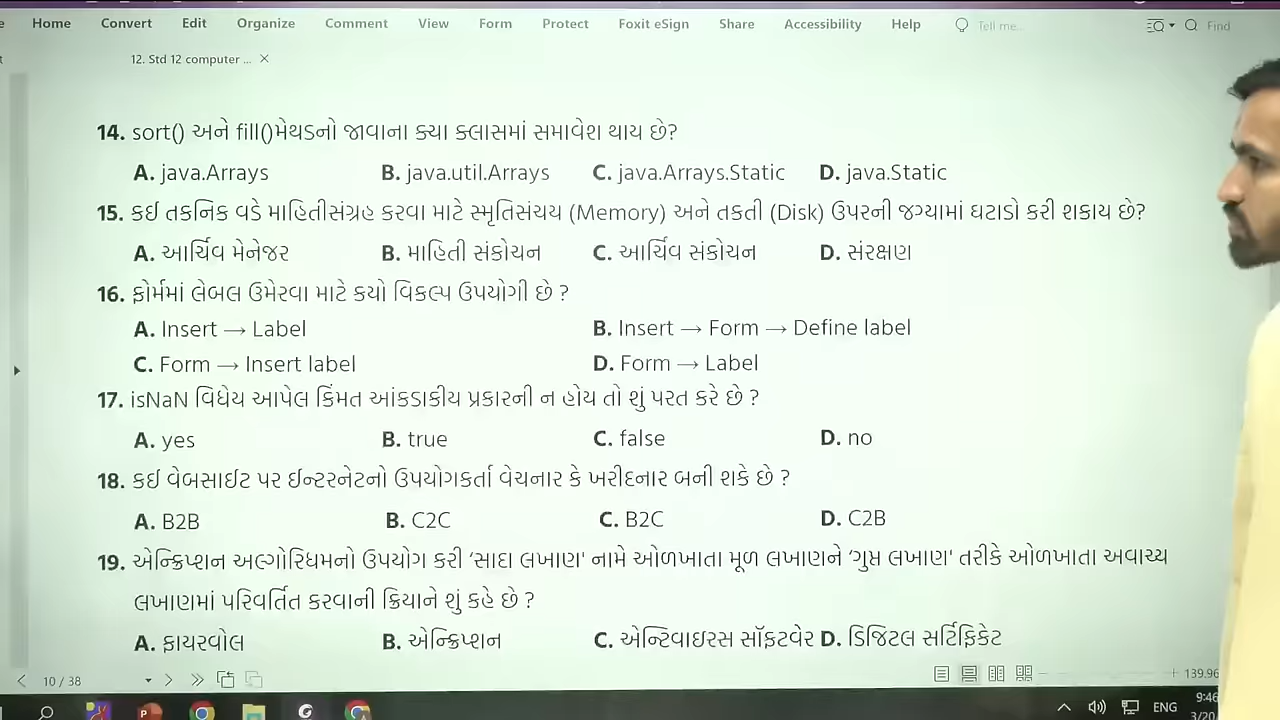 Home Convert Edit Organize Comment View Form Protect Foxit eSign Share Accessibility Help Tell me... Find
12. Std 12 computer ...
14. sort() અને fill()મેથડનો જાવાના ક્યા ક્લાસમાં સમાવેશ થાય છે?
A. java.Arrays B. java.util.Arrays C. java.Arrays.Static D. java.Static
15. કઈ તકનિક વડે માહિતીસંગ્રહ કરવા માટે સ્મૃતિસંચય (Memory) અને તકતી (Disk) ઉપરની જગ્યામાં ઘટાડો કરી શકાય છે?
A. આર્ચિવ મેનેજર B. માહિતી સંકોચન C. આર્ચિવ સંકોચન D. સંરક્ષણ
16. ફોર્મમાં લેબલ ઉમેરવા માટે કયો વિકલ્પ ઉપયોગી છે ?
A. Insert → Label B. Insert → Form → Define label
C. Form → Insert label D. Form → Label
17. isNaN વિધેય આપેલ કિંમત આંકડાકીય પ્રકારની ન હોય તો શું પરત કરે છે ?
A. yes B. true C. false D. no
18. કઈ વેબસાઈટ પર ઈન્ટરનેટનો ઉપયોગકર્તા વેચનાર કે ખરીદનાર બની શકે છે ?
A. B2B B. C2C C. B2C D. C2B
19. એન્ક્રિપ્શન અલ્ગોરિધમનો ઉપયોગ કરી ‘સાદા લખાણ' નામે ઓળખાતા મૂળ લખાણને ‘ગુપ્ત લખાણ' તરીકે ઓળખાતા અવાચ્ય
લખાણમાં પરિવર્તિત કરવાની ક્રિયાને શું કહે છે ?
A. ફાયરવોલ B. એન્ક્રિપ્શન C. એન્ટિવાઇરસ સૉફ્ટવેર D. ડિજિટલ સર્ટિફિકેટ
10 / 38 139.96
ENG 9:46
3/20